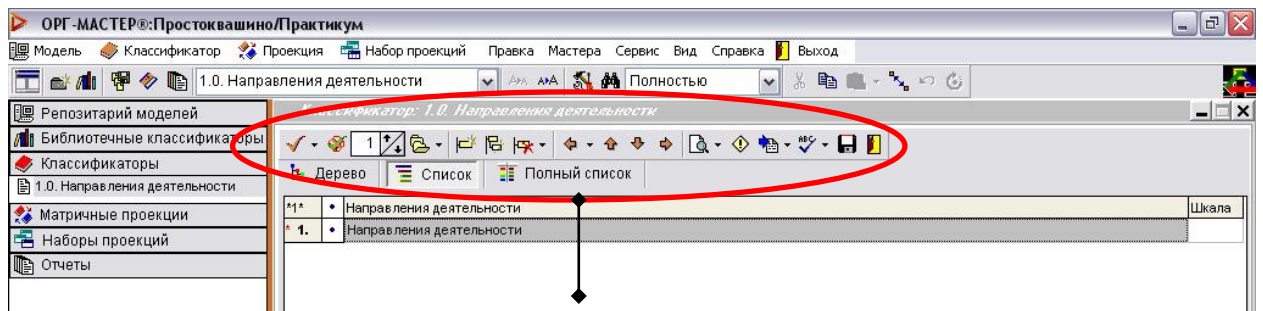 ОРГ-МАСТЕР®:Простоквашино/Практикум
Модель Классификатор Проекция Набор проекций Правка Мастера Сервис Вид Справка Выход
1.0. Направления деятельности Полностью
Репозитарий моделей
Классификатор: 1.0. Направления деятельности
Библиотечные классификаторы
1
Классификаторы
Дерево Список Полный список
1.0. Направления деятельности
*1* • Направления деятельности Шкала
Матричные проекции
* 1. • Направления деятельности
Наборы проекций
Отчеты